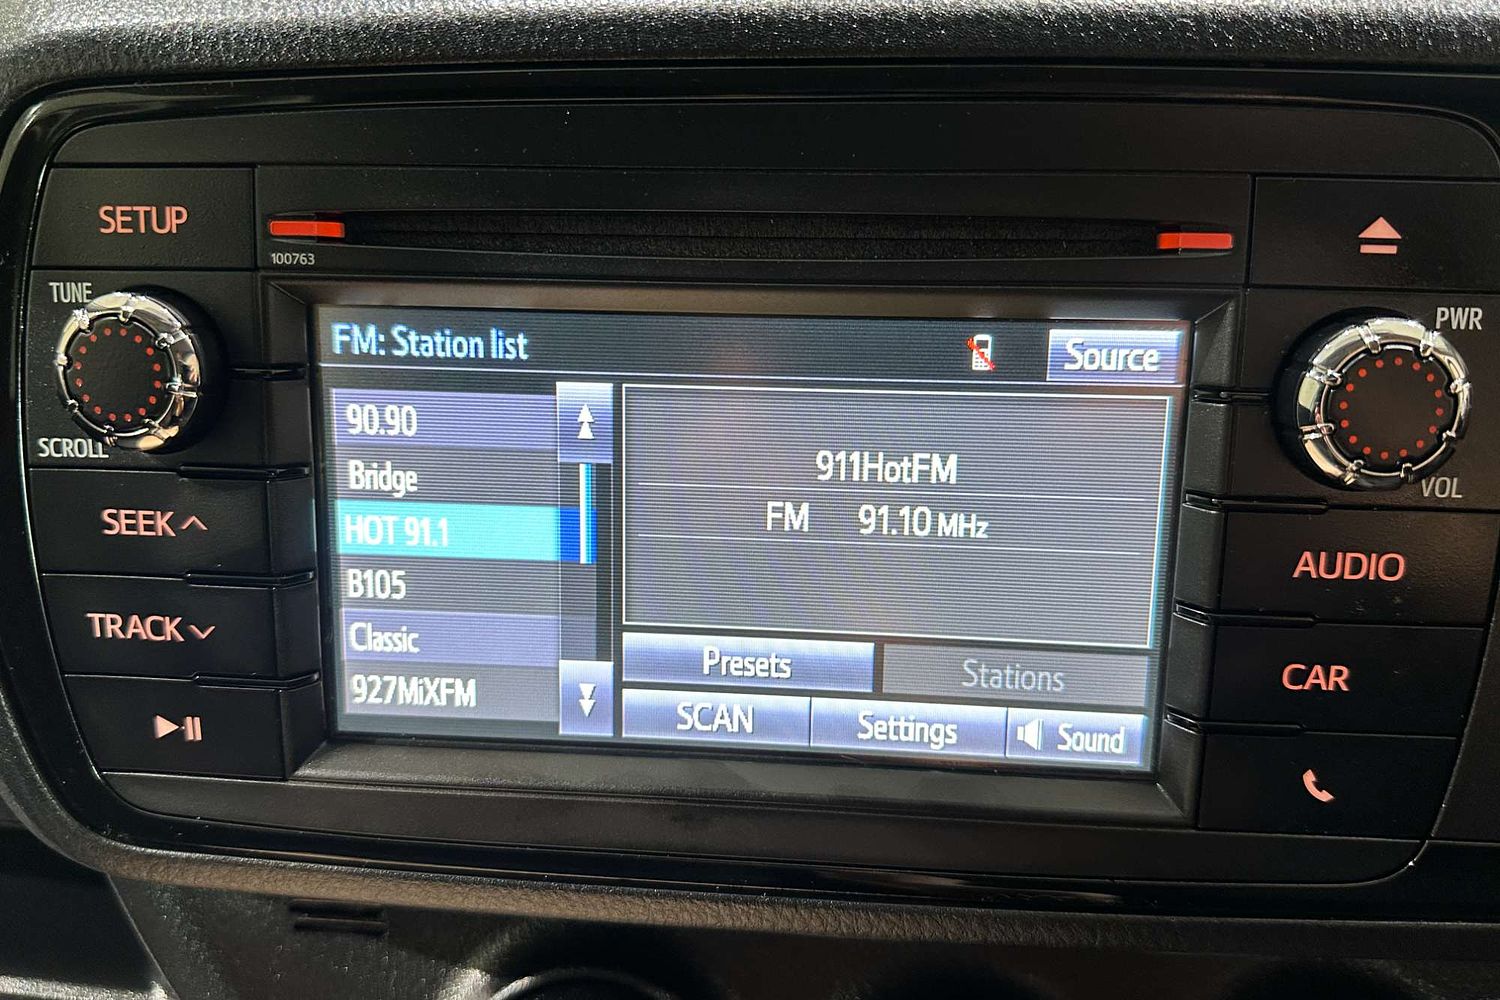 SETUP
100763
TUNE
SCROLL
SEEK
TRACK
FM: Station list
Source
90.90
Bridge
HOT 91.1
B105
Classic
927MiXFM
911HotFM
FM 91.10 MHz
Presets
Stations
SCAN
Settings
Sound
PWR
VOL
AUDIO
CAR